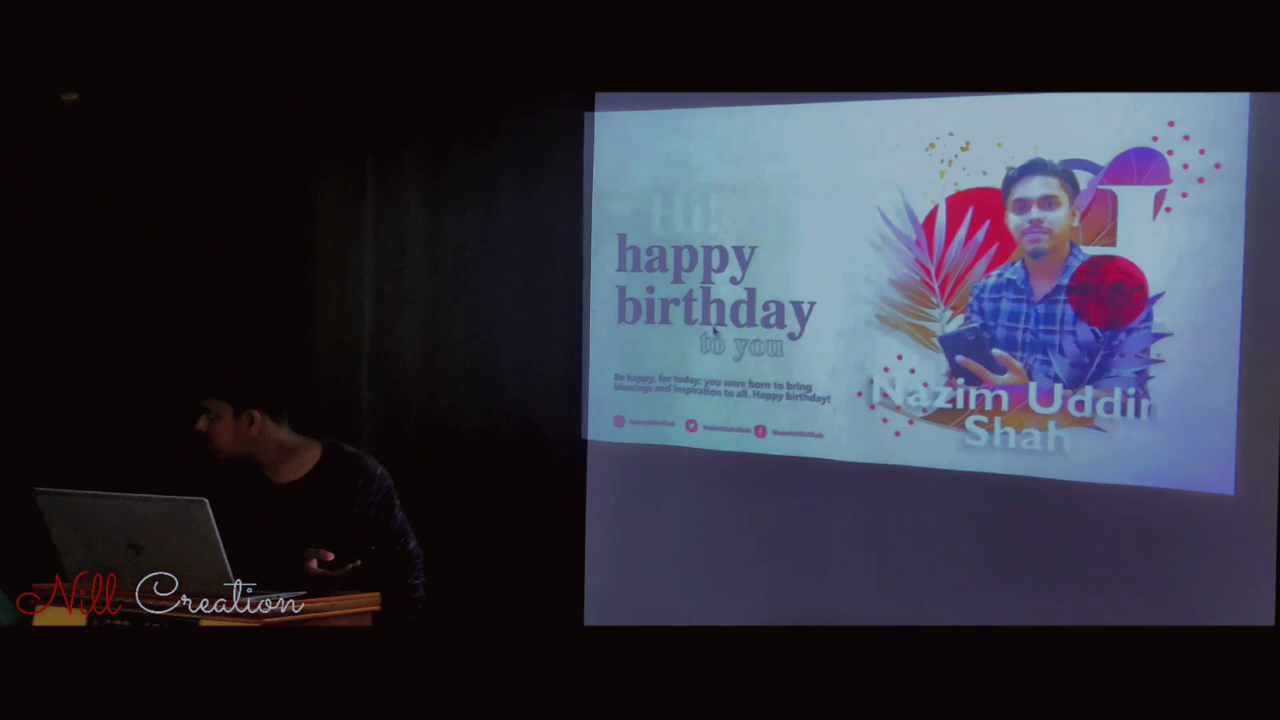 Hi!
happy
birthday
to you
Be happy, for today; you were born to bring
blessings and inspiration to all. Happy birthday!
Nazim Uddin
Shah
Nill Creation